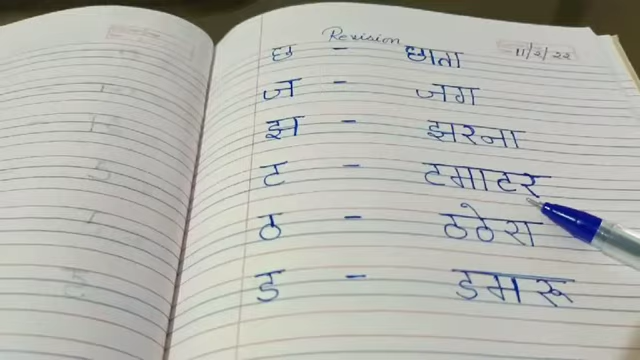 Revision
11/2/22
छ - छाता
ज - जग
झ - झरना
ट - टमाटर
ठ - ठठेरा
ड - डमरू